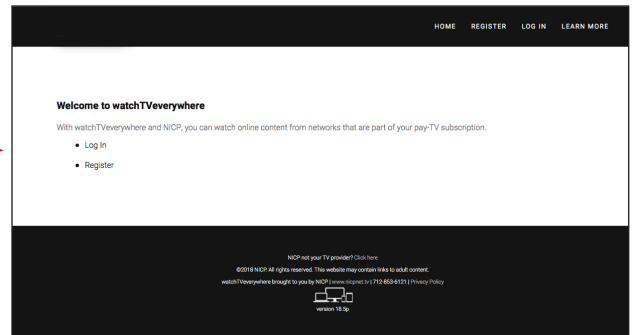 HOME REGISTER LOG IN LEARN MORE
Welcome to watchTVeverywhere
With watchTVeverywhere and NICP, you can watch online content from networks that are part of your pay-TV subscription.
• Log In
• Register
NICP not your TV provider? Click here
©2018 NICP. All rights reserved. This website may contain links to adult content.
watchTVeverywhere brought to you by NICP | www.nicpnet.tv | 712-853-6121 | Privacy Policy
version 18.5p